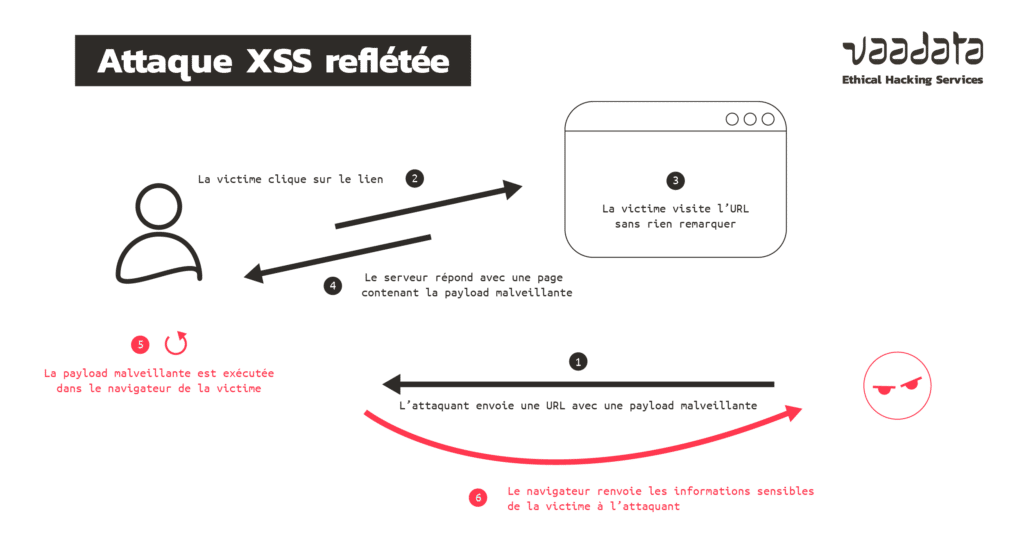 Attaque XSS reflétée
vaadata
Ethical Hacking Services
La victime clique sur le lien
2
3
La victime visite l'URL
sans rien remarquer
4
Le serveur répond avec une page
contenant la payload malveillante
5
La payload malveillante est exécutée
dans le navigateur de la victime
1
L'attaquant envoie une URL avec une payload malveillante
6
Le navigateur renvoie les informations sensibles
de la victime à l'attaquant